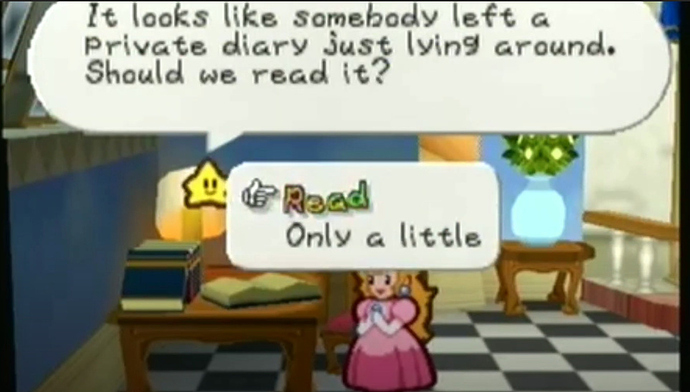 It looks like somebody left a
private diary just lying around.
Should we read it?
Read
Only a little